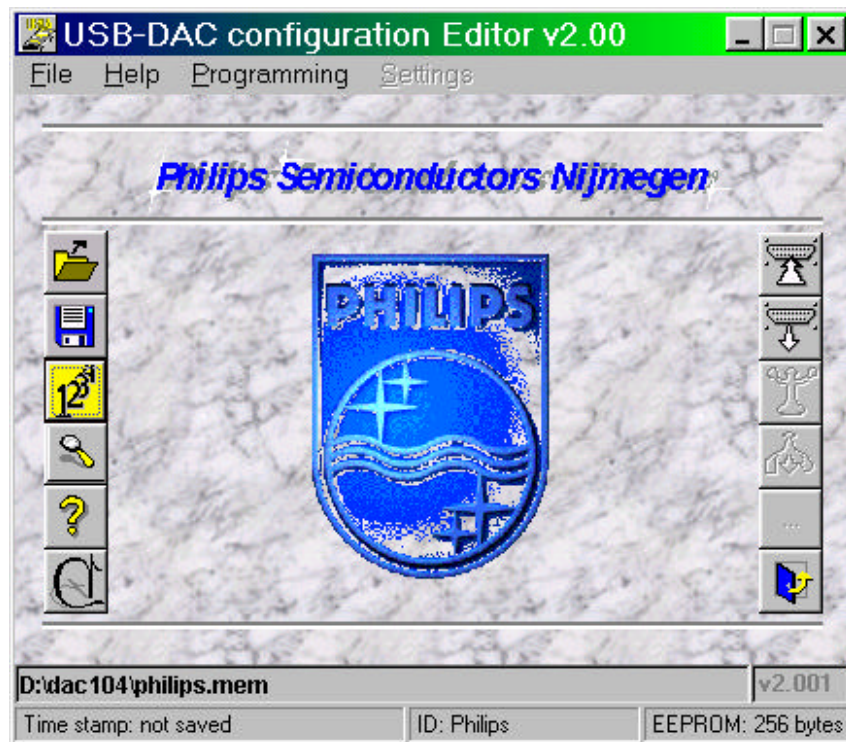 USB-DAC configuration Editor v2.00
File Help Programming Settings
Philips Semiconductors Nijmegen
PHILIPS
123
?
...
D:\dac104\philips.mem v2.001
Time stamp: not saved ID: Philips EEPROM: 256 bytes